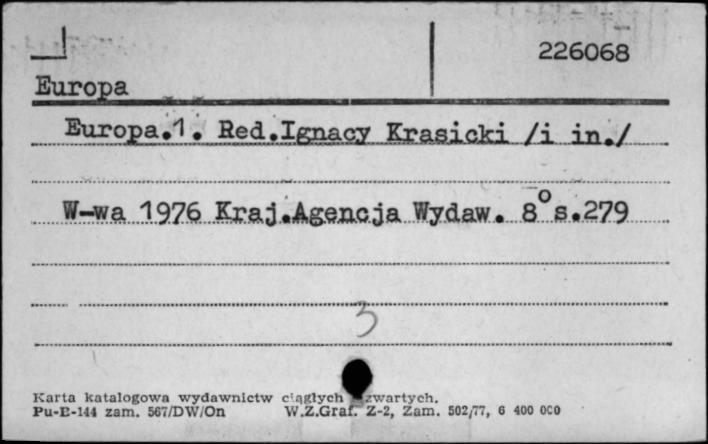 226068
Europa
Europa.1. Red.Ignacy Krasicki /i in./
W-wa 1976 Kraj.Agencja Wydaw. 8° s.279
3
Karta katalogowa wydawnictw ciągłych zwartych.
Pu-B-144 zam. 567/DW/On W.Z.Graf. Z-2, Zam. 502/77, 6 400 000